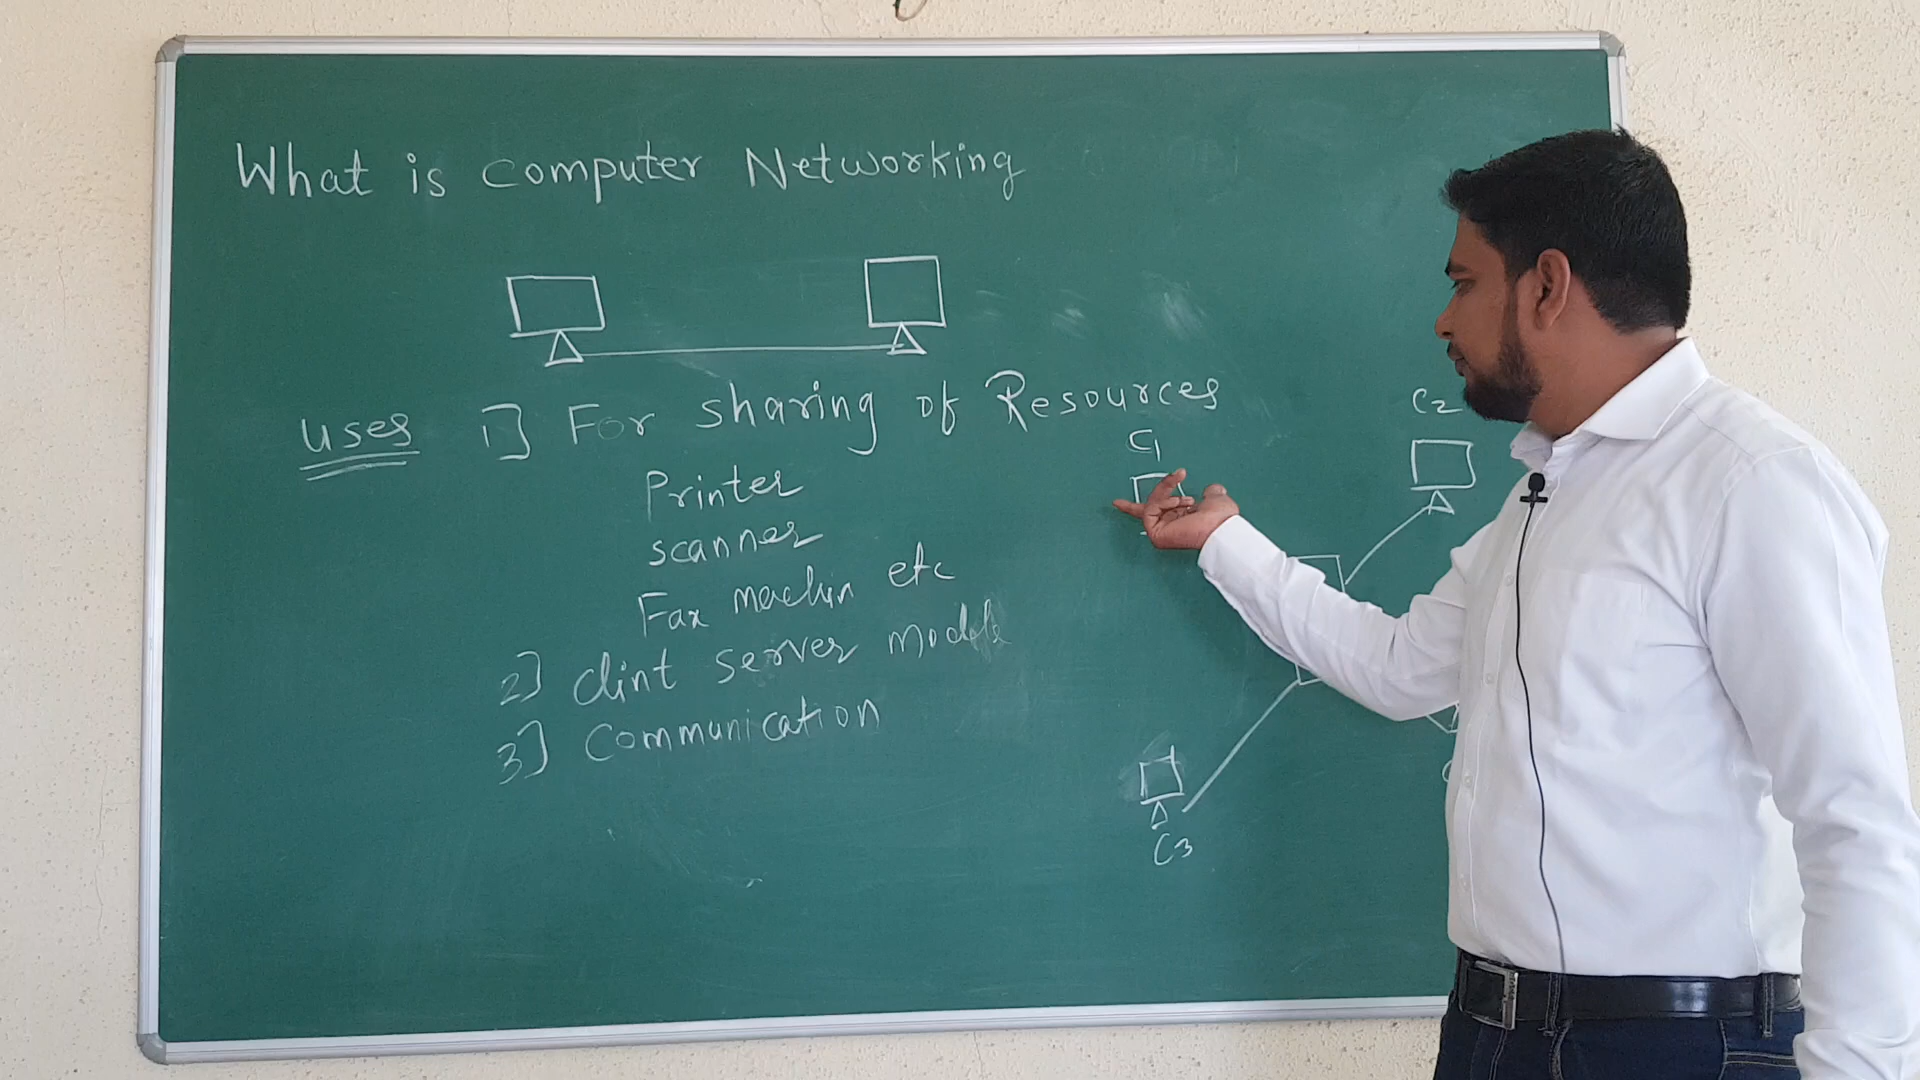 What is computer Networking
uses 1] For sharing of Resources
Printer
scanner
Fax machin etc
2] clint server
3] Communication
C1
C2
C3